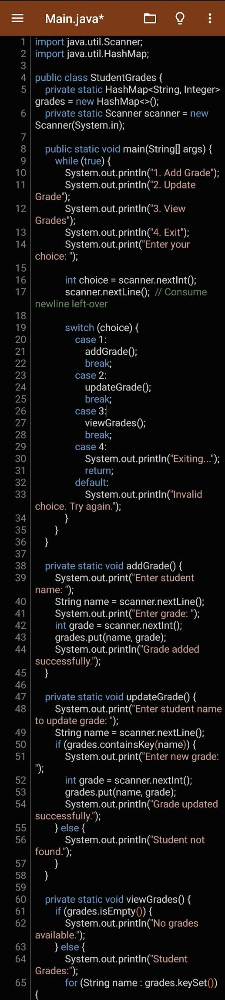 Main.java*
1 import java.util.Scanner;
2 import java.util.HashMap;
3
4 public class StudentGrades {
5 private static HashMap<String, Integer>
grades = new HashMap<>();
6 private static Scanner scanner = new
Scanner(System.in);
7
8 public static void main(String[] args) {
9 while (true) {
10 System.out.println("1. Add Grade");
11 System.out.println("2. Update
Grade");
12 System.out.println("3. View
Grades");
13 System.out.println("4. Exit");
14 System.out.print("Enter your
choice: ");
15
16 int choice = scanner.nextInt();
17 scanner.nextLine(); // Consume
newline left-over
18
19 switch (choice) {
20 case 1:
21 addGrade();
22 break;
23 case 2:
24 updateGrade();
25 break;
26 case 3:
27 viewGrades();
28 break;
29 case 4:
30 System.out.println("Exiting...");
31 return;
32 default:
33 System.out.println("Invalid
choice. Try again.");
34 }
35 }
36 }
37
38 private static void addGrade() {
39 System.out.print("Enter student
name: ");
40 String name = scanner.nextLine();
41 System.out.print("Enter grade: ");
42 int grade = scanner.nextInt();
43 grades.put(name, grade);
44 System.out.println("Grade added
successfully.");
45 }
46
47 private static void updateGrade() {
48 System.out.print("Enter student name
to update grade: ");
49 String name = scanner.nextLine();
50 if (grades.containsKey(name)) {
51 System.out.print("Enter new grade:
");
52 int grade = scanner.nextInt();
53 grades.put(name, grade);
54 System.out.println("Grade updated
successfully.");
55 } else {
56 System.out.println("Student not
found.");
57 }
58 }
59
60 private static void viewGrades() {
61 if (grades.isEmpty()) {
62 System.out.println("No grades
available.");
63 } else {
64 System.out.println("Student
Grades:");
65 for (String name : grades.keySet())
{